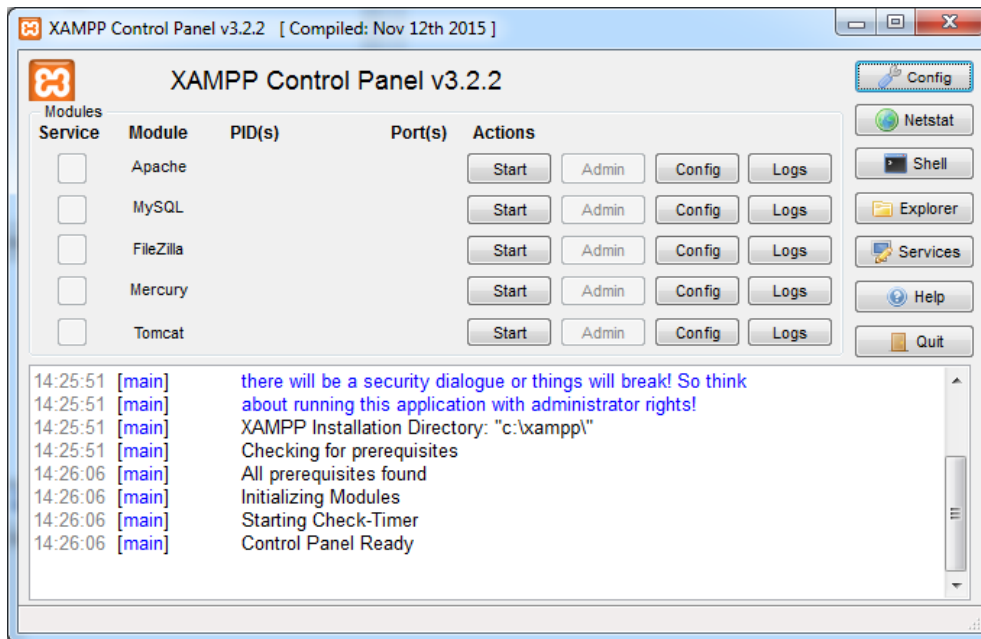 XAMPP Control Panel v3.2.2 [ Compiled: Nov 12th 2015 ]
XAMPP Control Panel v3.2.2
Config
Modules
Service Module PID(s) Port(s) Actions
Netstat
Apache Start Admin Config Logs
Shell
MySQL Start Admin Config Logs
Explorer
FileZilla Start Admin Config Logs
Services
Mercury Start Admin Config Logs
Help
Tomcat Start Admin Config Logs
Quit
14:25:51 [main] there will be a security dialogue or things will break! So think
14:25:51 [main] about running this application with administrator rights!
14:25:51 [main] XAMPP Installation Directory: "c:\xampp\"
14:25:51 [main] Checking for prerequisites
14:26:06 [main] All prerequisites found
14:26:06 [main] Initializing Modules
14:26:06 [main] Starting Check-Timer
14:26:06 [main] Control Panel Ready